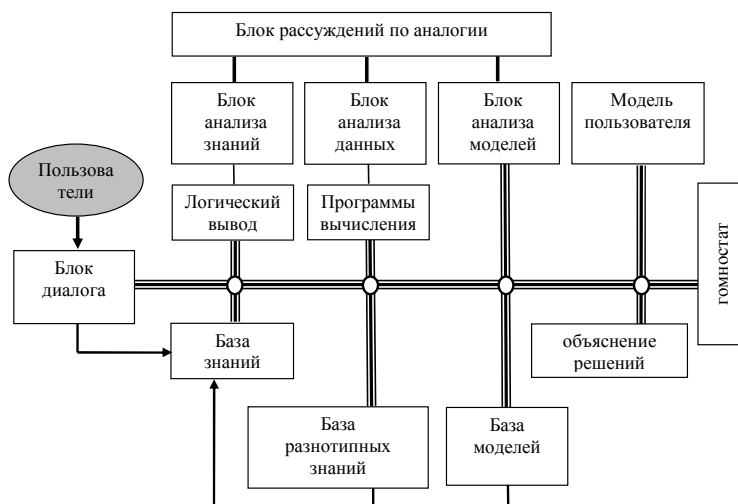 Блок рассуждений по аналогии
Блок
анализа
знаний
Блок
анализа
данных
Блок
анализа
моделей
Модель
пользователя
Пользова
тели
Логический
вывод
Программы
вычисления
Блок
диалога
гомностат
База
знаний
объяснение
решений
База
разнотипных
знаний
База
моделей